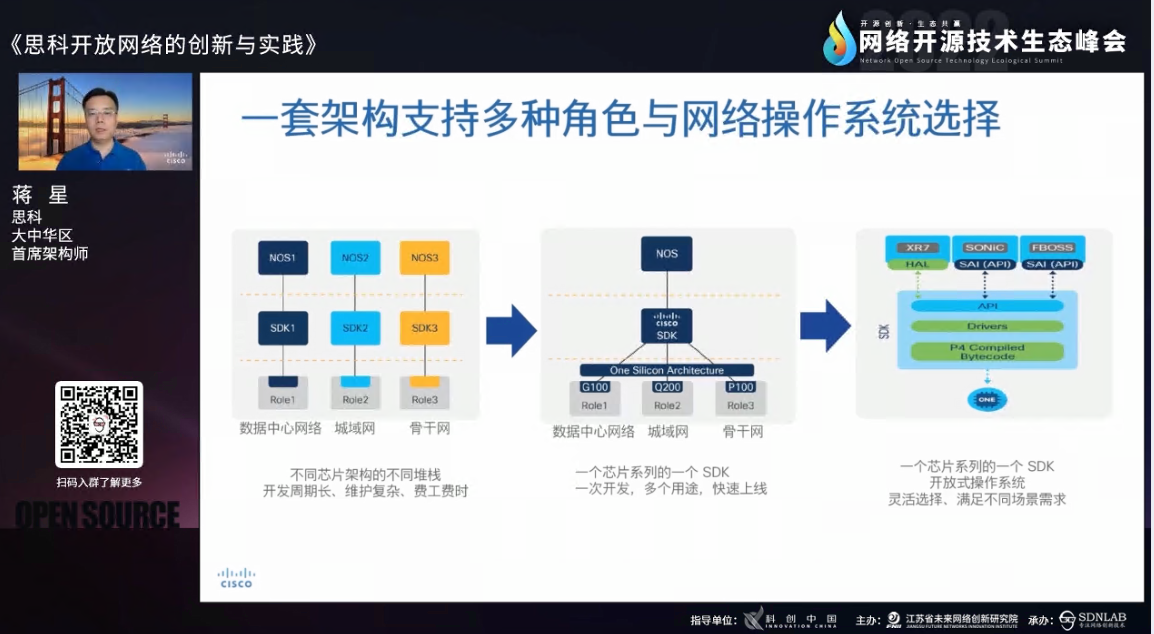 《思科开放网络的创新与实践》
开源创新·生态共赢
网络开源技术生态峰会
Network Open Source Technology Ecological Summit
CISCO
蒋 星
思科
大中华区
首席架构师
扫码入群了解更多
OPEN SOURCE
一套架构支持多种角色与网络操作系统选择
NOS1
NOS2
NOS3
SDK1
SDK2
SDK3
Role1
Role2
Role3
数据中心网络
城域网
骨干网
不同芯片架构的不同堆栈
开发周期长、维护复杂、费工费时
NOS
CISCO
SDK
One Silicon Architecture
G100
Q200
P100
Role1
Role2
Role3
数据中心网络
城域网
骨干网
一个芯片系列的一个 SDK
一次开发，多个用途，快速上线
XR7
SONiC
FBOSS
HAL
SAI (API)
SAI (API)
SDK
API
Drivers
P4 Compiled
Bytecode
ONE
一个芯片系列的一个 SDK
开放式操作系统
灵活选择、满足不同场景需求
CISCO
指导单位：
科创中国
INNOVATION CHINA
主办：
江苏省未来网络创新研究院
JIANGSU FUTURE NETWORKS INNOVATION INSTITUTE
承办：
SDNLAB
专注网络创新技术